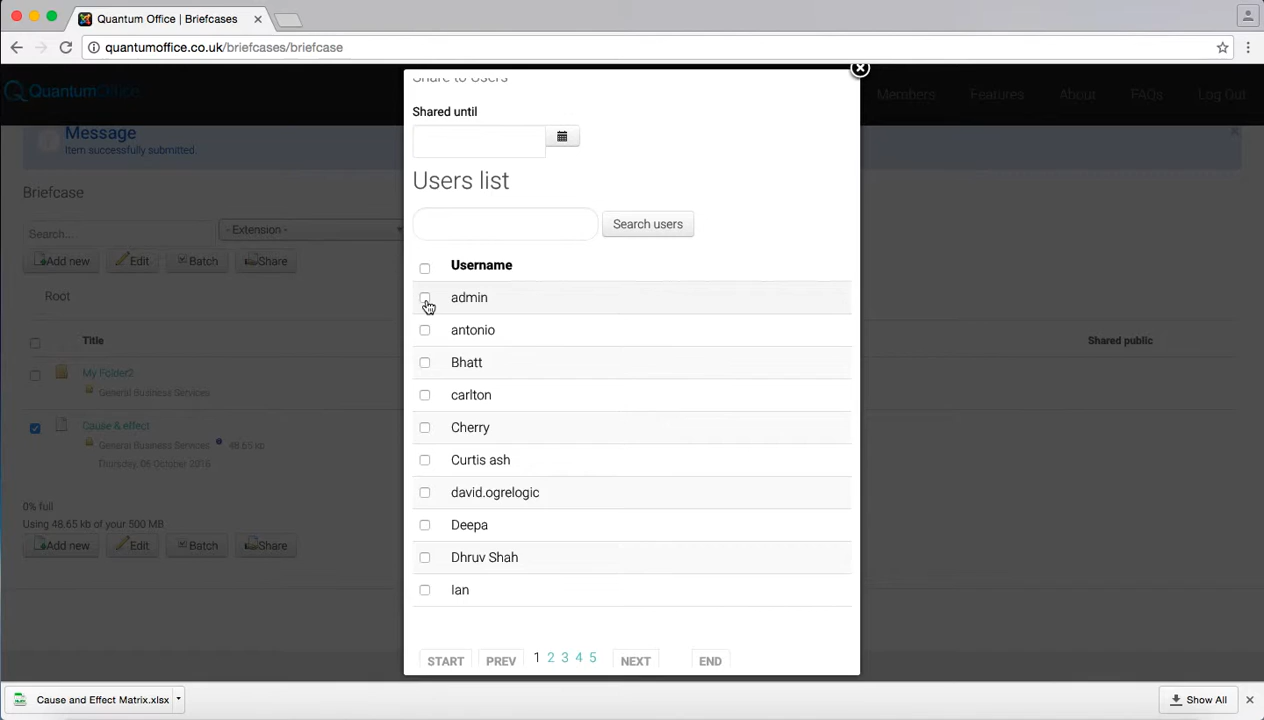 Quantum Office | Briefcases
quantumoffice.co.uk/briefcases/briefcase
QuantumOffice
Members
Features
About
FAQs
Log Out
Message
Item successfully submitted.
Briefcase
Search...
- Extension -
Add new
Edit
Batch
Share
Root
Title
Shared public
My Folder2
General Business Services
Cause & effect
General Business Services
48.65 kb
Thursday, 06 October 2016
0% full
Using 48.65 kb of your 500 MB
Add new
Edit
Batch
Share
Share to Users
Shared until
Users list
Search users
Username
admin
antonio
Bhatt
carlton
Cherry
Curtis ash
david.ogrelogic
Deepa
Dhruv Shah
Ian
START
PREV
1 2 3 4 5
NEXT
END
Cause and Effect Matrix.xlsx
Show All